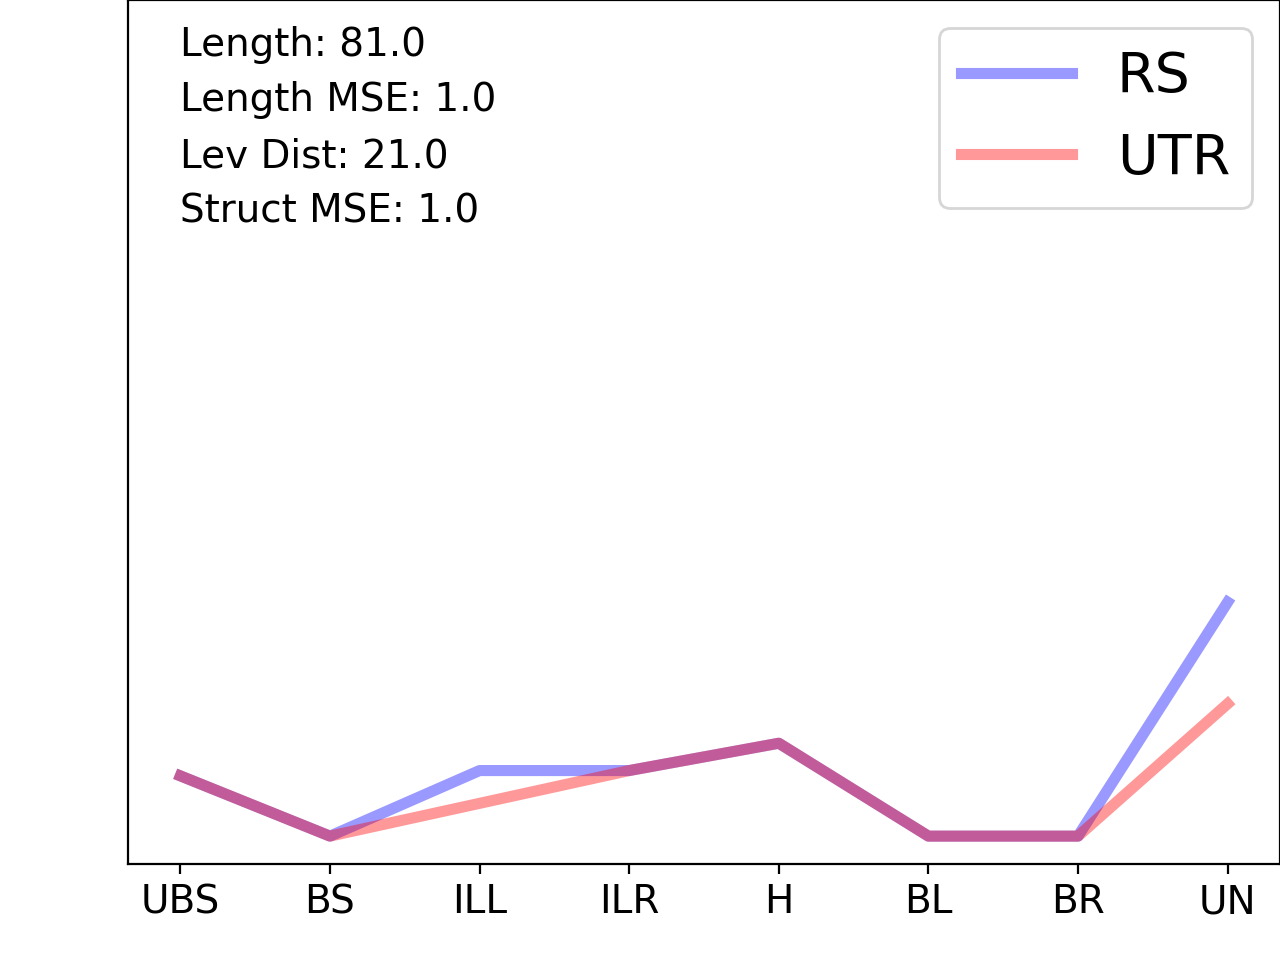 Length: 81.0
Length MSE: 1.0
Lev Dist: 21.0
Struct MSE: 1.0
RS
UTR
UBS BS ILL ILR H BL BR UN